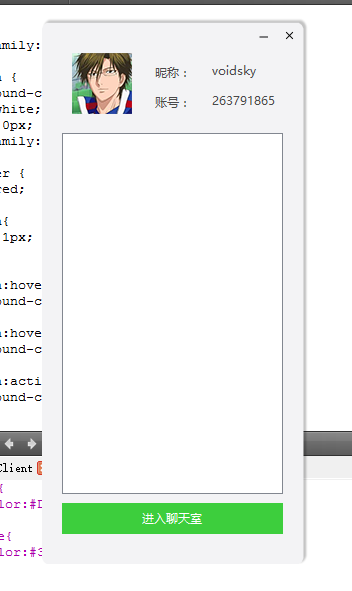 amily:
昵称： voidsky
n {
ound-c
账号： 263791865
white;
0px;
amily:
er {
red;
n{
1px;
n:hove
ound-c
n:hove
ound-c
n:acti
ound-c
Client
{
lor:#D
e{
lor:#3
进入聊天室